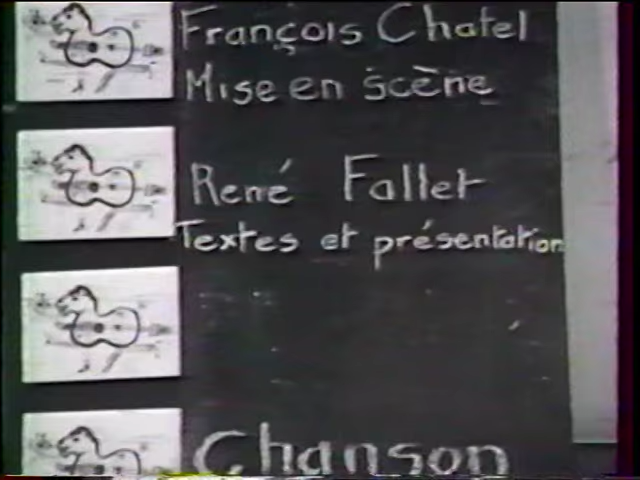 François Chatel
Mise en scène
René Fallet
Textes et présentation
Chanson